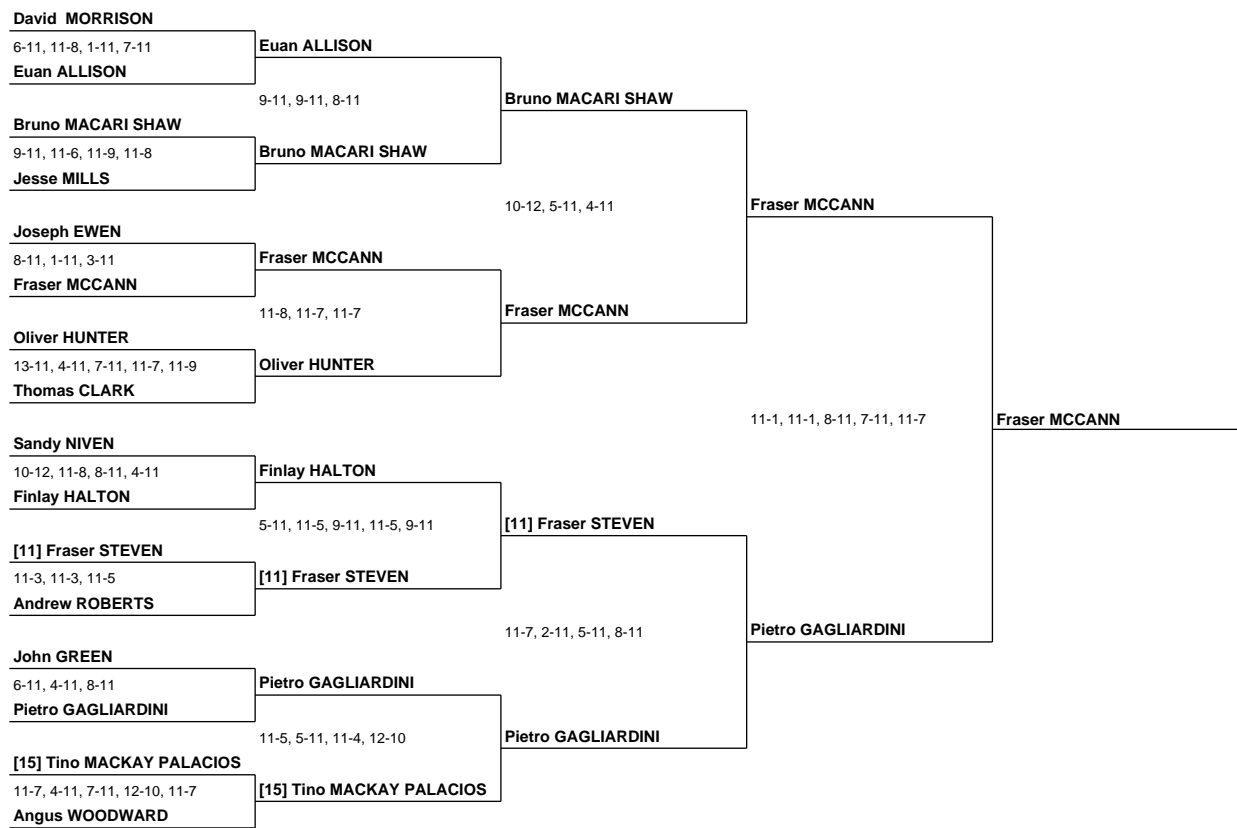 David  MORRISON
6-11, 11-8, 1-11, 7-11
Euan ALLISON
Euan ALLISON
9-11, 9-11, 8-11
Bruno MACARI SHAW
Bruno MACARI SHAW
9-11, 11-6, 11-9, 11-8
Bruno MACARI SHAW
Jesse MILLS
10-12, 5-11, 4-11
Fraser MCCANN
Joseph EWEN
8-11, 1-11, 3-11
Fraser MCCANN
Fraser MCCANN
11-8, 11-7, 11-7
Fraser MCCANN
Oliver HUNTER
13-11, 4-11, 7-11, 11-7, 11-9
Oliver HUNTER
Thomas CLARK
11-1, 11-1, 8-11, 7-11, 11-7
Fraser MCCANN
Sandy NIVEN
10-12, 11-8, 8-11, 4-11
Finlay HALTON
Finlay HALTON
5-11, 11-5, 9-11, 11-5, 9-11
[11] Fraser STEVEN
[11] Fraser STEVEN
11-3, 11-3, 11-5
[11] Fraser STEVEN
Andrew ROBERTS
11-7, 2-11, 5-11, 8-11
Pietro GAGLIARDINI
John GREEN
6-11, 4-11, 8-11
Pietro GAGLIARDINI
Pietro GAGLIARDINI
11-5, 5-11, 11-4, 12-10
Pietro GAGLIARDINI
[15] Tino MACKAY PALACIOS
11-7, 4-11, 7-11, 12-10, 11-7
[15] Tino MACKAY PALACIOS
Angus WOODWARD